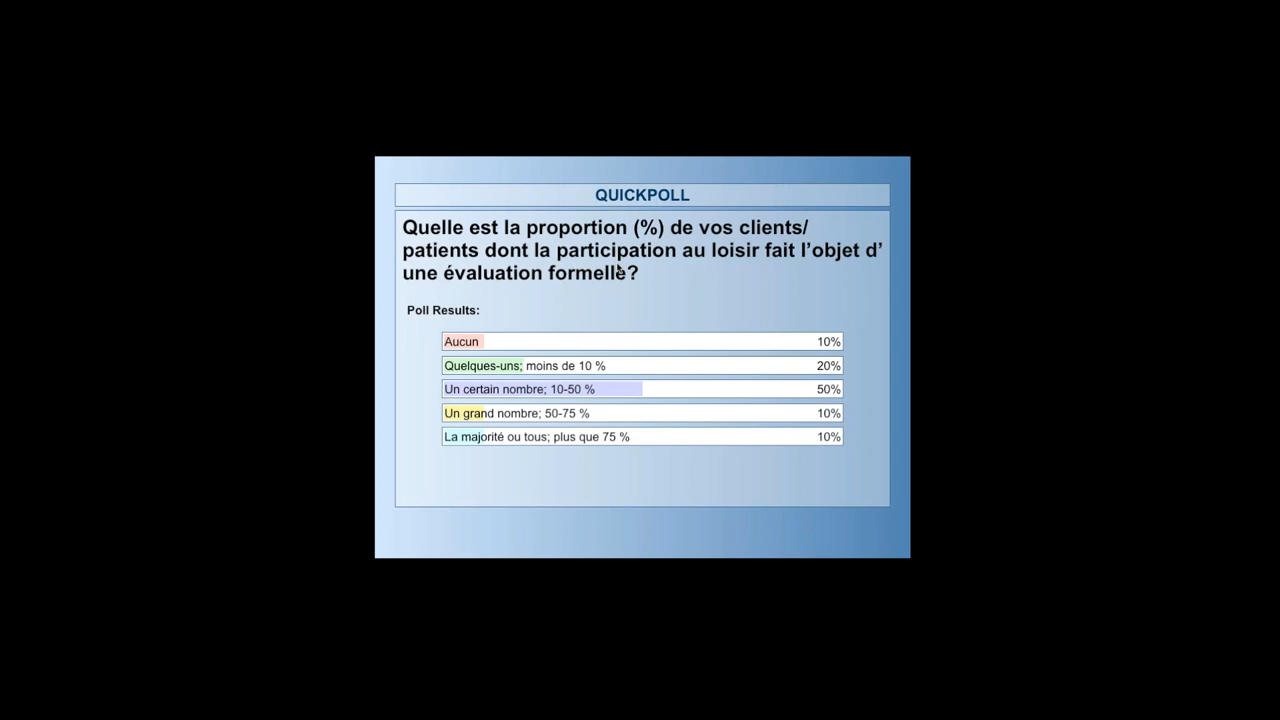 QUICKPOLL
Quelle est la proportion (%) de vos clients/
patients dont la participation au loisir fait l’objet d’
une évaluation formelle?
Poll Results:
Aucun 10%
Quelques-uns; moins de 10 % 20%
Un certain nombre; 10-50 % 50%
Un grand nombre; 50-75 % 10%
La majorité ou tous; plus que 75 % 10%